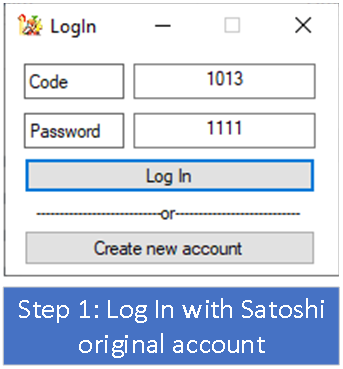 LogIn
Code 1013
Password 1111
Log In
---------------------------or---------------------------
Create new account
Step 1: Log In with Satoshi
original account